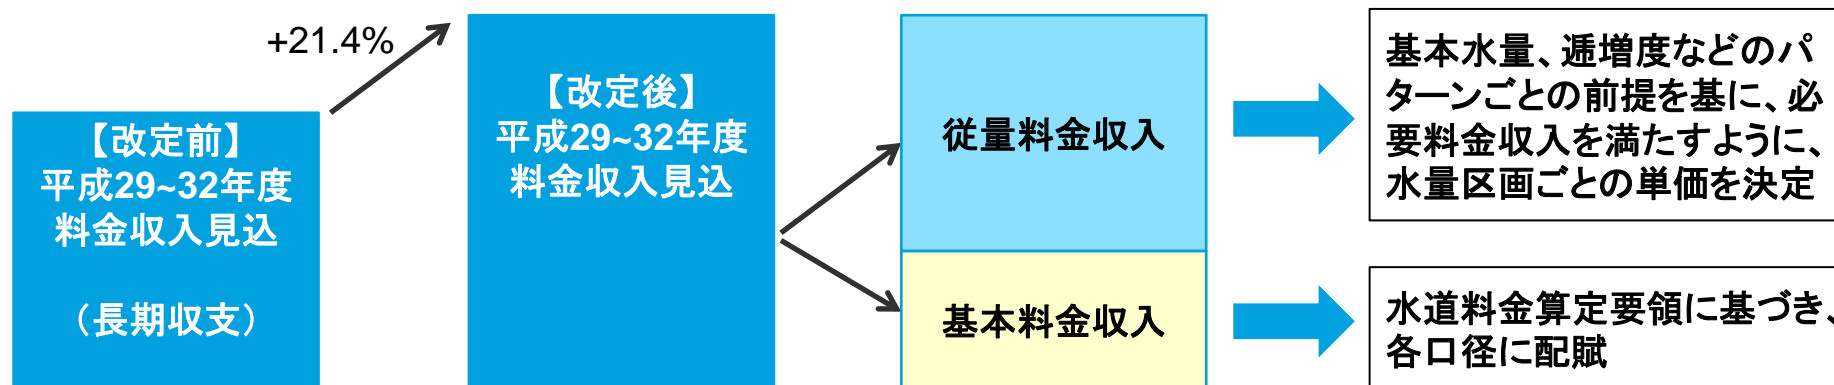 +21.4%
【改定前】
平成29~32年度
料金収入見込
（長期収支）
【改定後】
平成29~32年度
料金収入見込
従量料金収入
基本料金収入
基本水量、逓増度などのパ
ターンごとの前提を基に、必
要料金収入を満たすように、
水量区画ごとの単価を決定
水道料金算定要領に基づき、
各口径に配賦